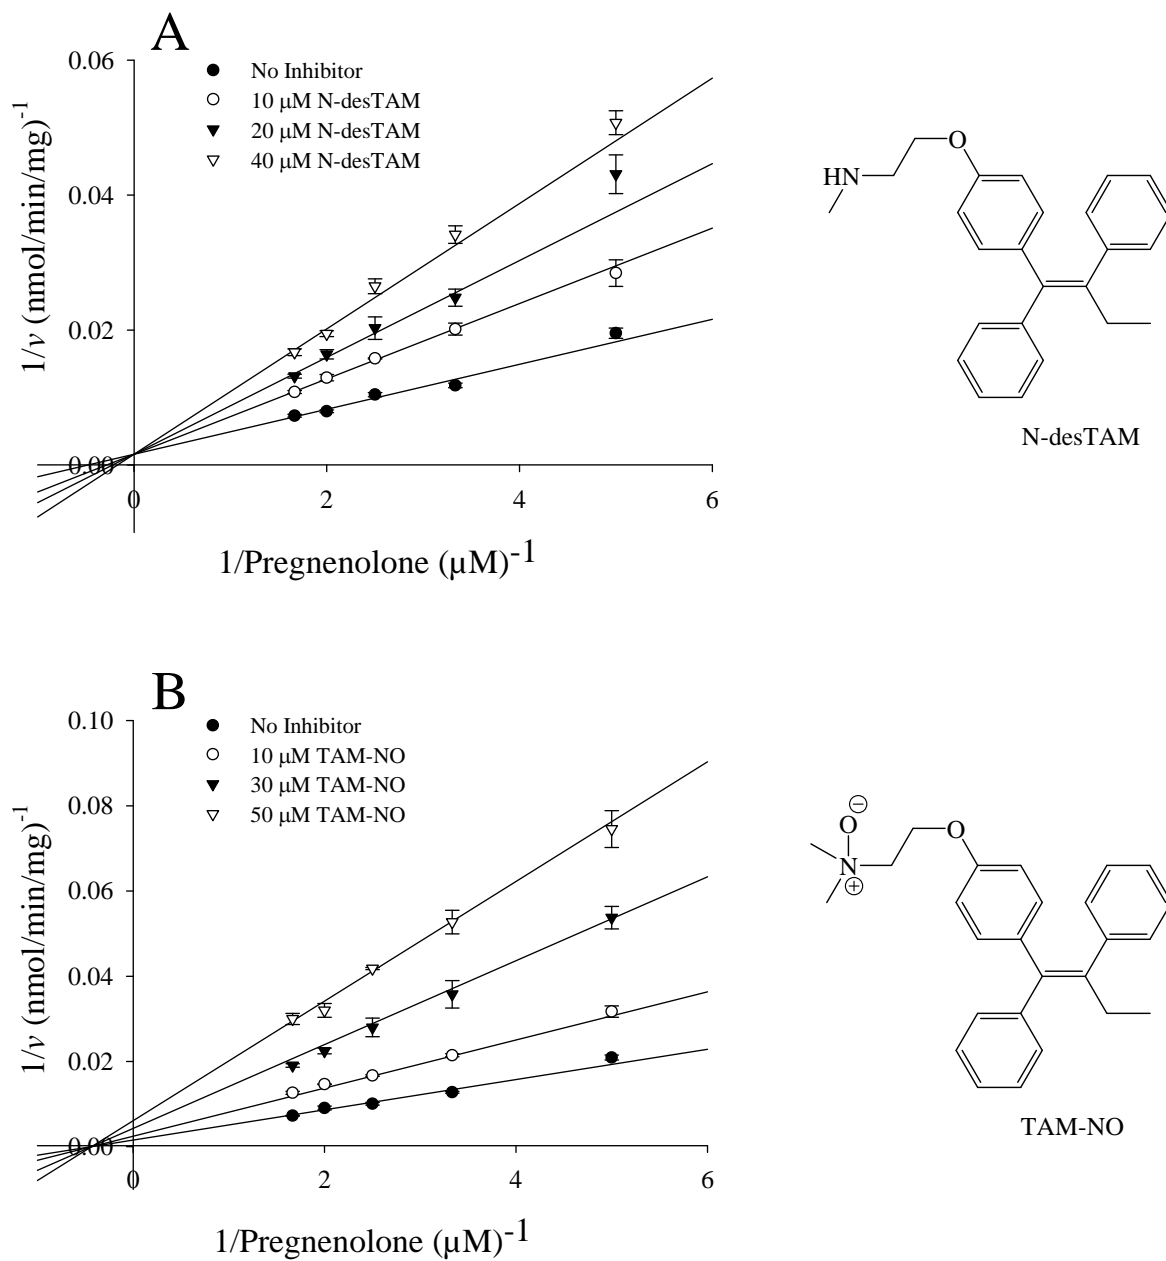 A
0.06
0.04
0.02
0.00
1/v (nmol/min/mg)-1
No Inhibitor
10 µM N-desTAM
20 µM N-desTAM
40 µM N-desTAM
0 2 4 6
1/Pregnenolone (µM)-1
O
HN
N-desTAM
B
0.10
0.08
0.06
0.04
0.02
0.00
1/v (nmol/min/mg)-1
No Inhibitor
10 µM TAM-NO
30 µM TAM-NO
50 µM TAM-NO
0 2 4 6
1/Pregnenolone (µM)-1
−
O
O
N
+
TAM-NO